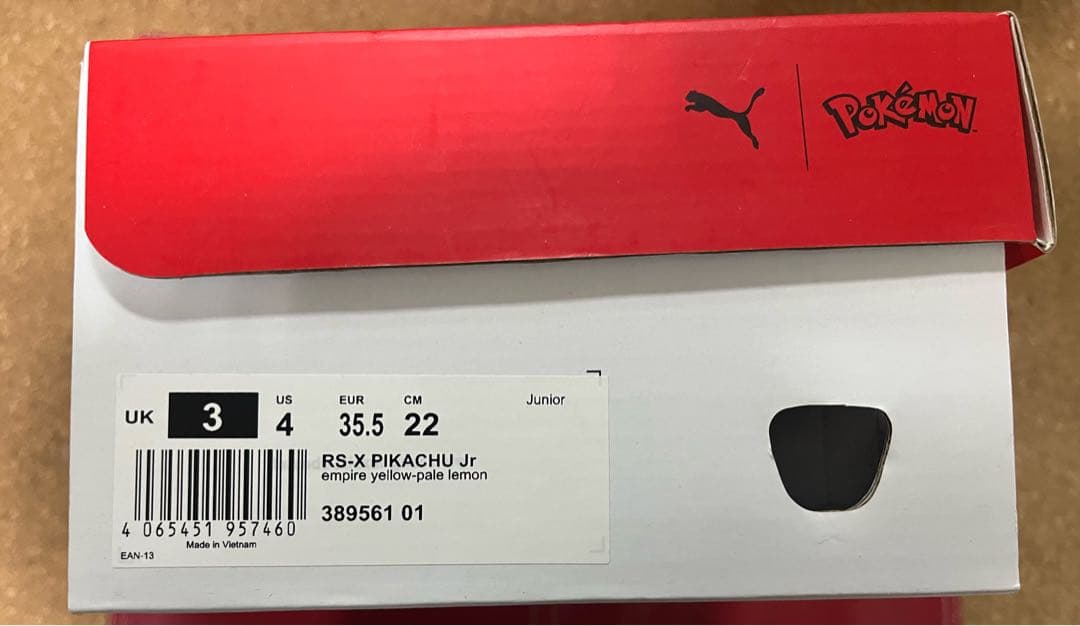 POKéMON
US EUR CM Junior
UK 3 4 35.5 22
RS-X PIKACHU Jr
empire yellow-pale lemon
389561 01
4 065451 957460
Made in Vietnam
EAN-13